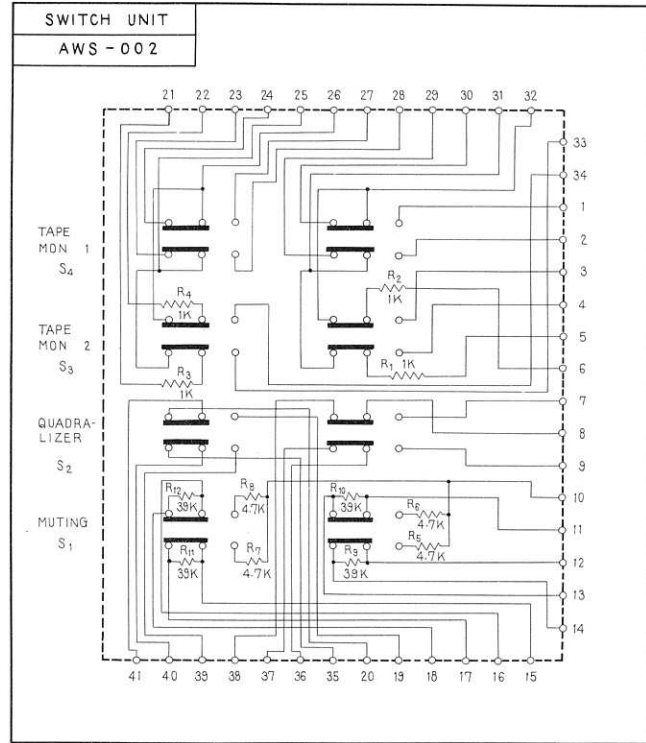 SWITCH UNIT
AWS-002
21 22 23 24 25 26 27 28 29 30 31 32
33
34
1
TAPE
MON 1
S4
2
3
R2
1K
R4
1K
4
TAPE
MON 2
S3
5
R1 1K
6
R3
1K
7
QUADRA-
LIZER
S2
8
9
R12
39K
R8
4.7K
R10
39K
10
R6
4.7K
MUTING
S1
11
R11
39K
R7
4.7K
R9
39K
R5
4.7K
12
13
14
41 40 39 38 37 36 35 20 19 18 17 16 15